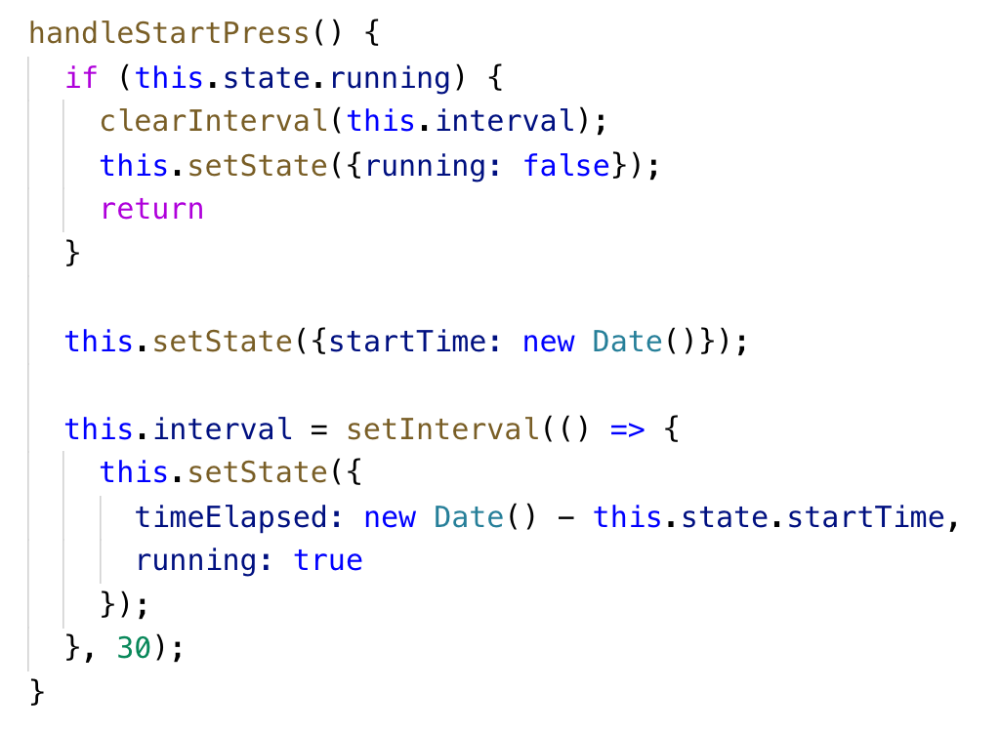 handleStartPress() {
  if (this.state.running) {
    clearInterval(this.interval);
    this.setState({running: false});
    return
  }

  this.setState({startTime: new Date()});

  this.interval = setInterval(() => {
    this.setState({
      timeElapsed: new Date() - this.state.startTime,
      running: true
    });
  }, 30);
}